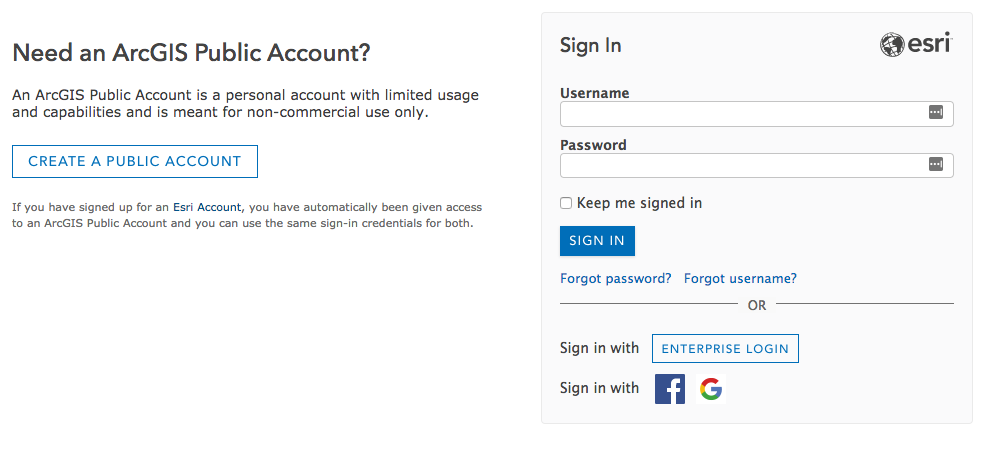 Need an ArcGIS Public Account?
An ArcGIS Public Account is a personal account with limited usage
and capabilities and is meant for non-commercial use only.
CREATE A PUBLIC ACCOUNT
If you have signed up for an Esri Account, you have automatically been given access
to an ArcGIS Public Account and you can use the same sign-in credentials for both.
Sign In
esri
Username
Password
Keep me signed in
SIGN IN
Forgot password? Forgot username?
OR
Sign in with ENTERPRISE LOGIN
Sign in with f G